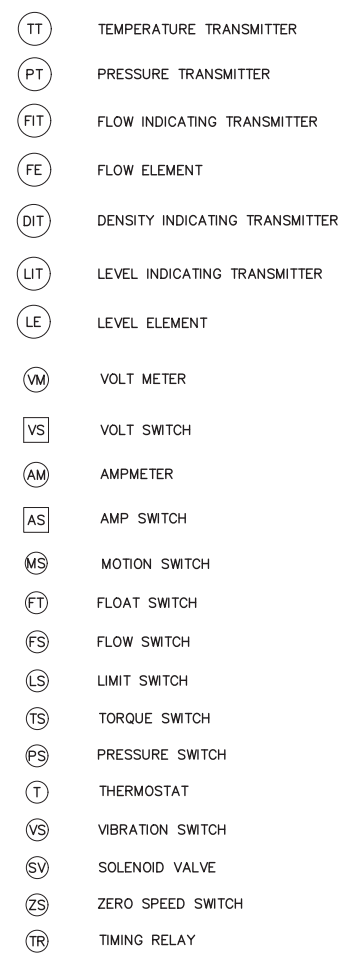 TT TEMPERATURE TRANSMITTER
PT PRESSURE TRANSMITTER
FIT FLOW INDICATING TRANSMITTER
FE FLOW ELEMENT
DIT DENSITY INDICATING TRANSMITTER
LIT LEVEL INDICATING TRANSMITTER
LE LEVEL ELEMENT
VM VOLT METER
VS VOLT SWITCH
AM AMPMETER
AS AMP SWITCH
MS MOTION SWITCH
FT FLOAT SWITCH
FS FLOW SWITCH
LS LIMIT SWITCH
TS TORQUE SWITCH
PS PRESSURE SWITCH
T THERMOSTAT
VS VIBRATION SWITCH
SV SOLENOID VALVE
ZS ZERO SPEED SWITCH
TR TIMING RELAY